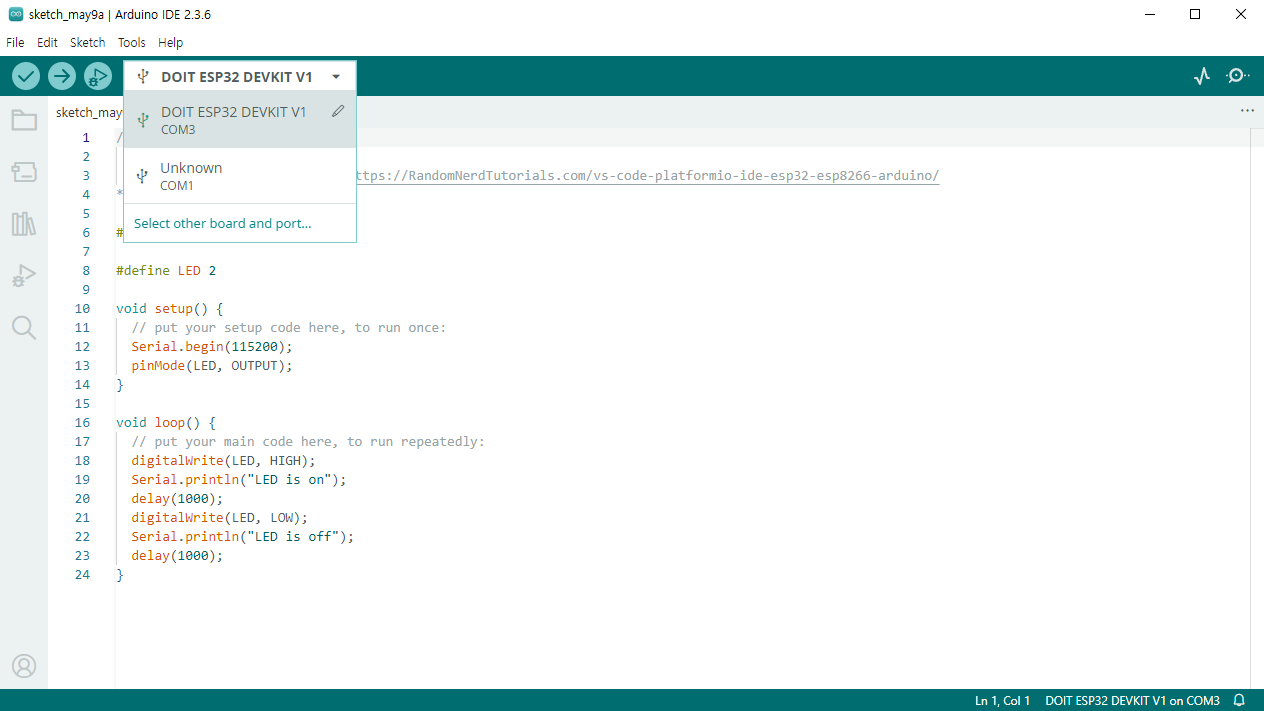 sketch_may9a | Arduino IDE 2.3.6
File Edit Sketch Tools Help
DOIT ESP32 DEVKIT V1
sketch_may
DOIT ESP32 DEVKIT V1
COM3
Unknown
COM1
Select other board and port...
1 /
2
3 ttps://RandomNerdTutorials.com/vs-code-platformio-ide-esp32-esp8266-arduino/
4 *
5
6 #
7
8 #define LED 2
9
10 void setup() {
11 // put your setup code here, to run once:
12 Serial.begin(115200);
13 pinMode(LED, OUTPUT);
14 }
15
16 void loop() {
17 // put your main code here, to run repeatedly:
18 digitalWrite(LED, HIGH);
19 Serial.println("LED is on");
20 delay(1000);
21 digitalWrite(LED, LOW);
22 Serial.println("LED is off");
23 delay(1000);
24 }
Ln 1, Col 1 DOIT ESP32 DEVKIT V1 on COM3